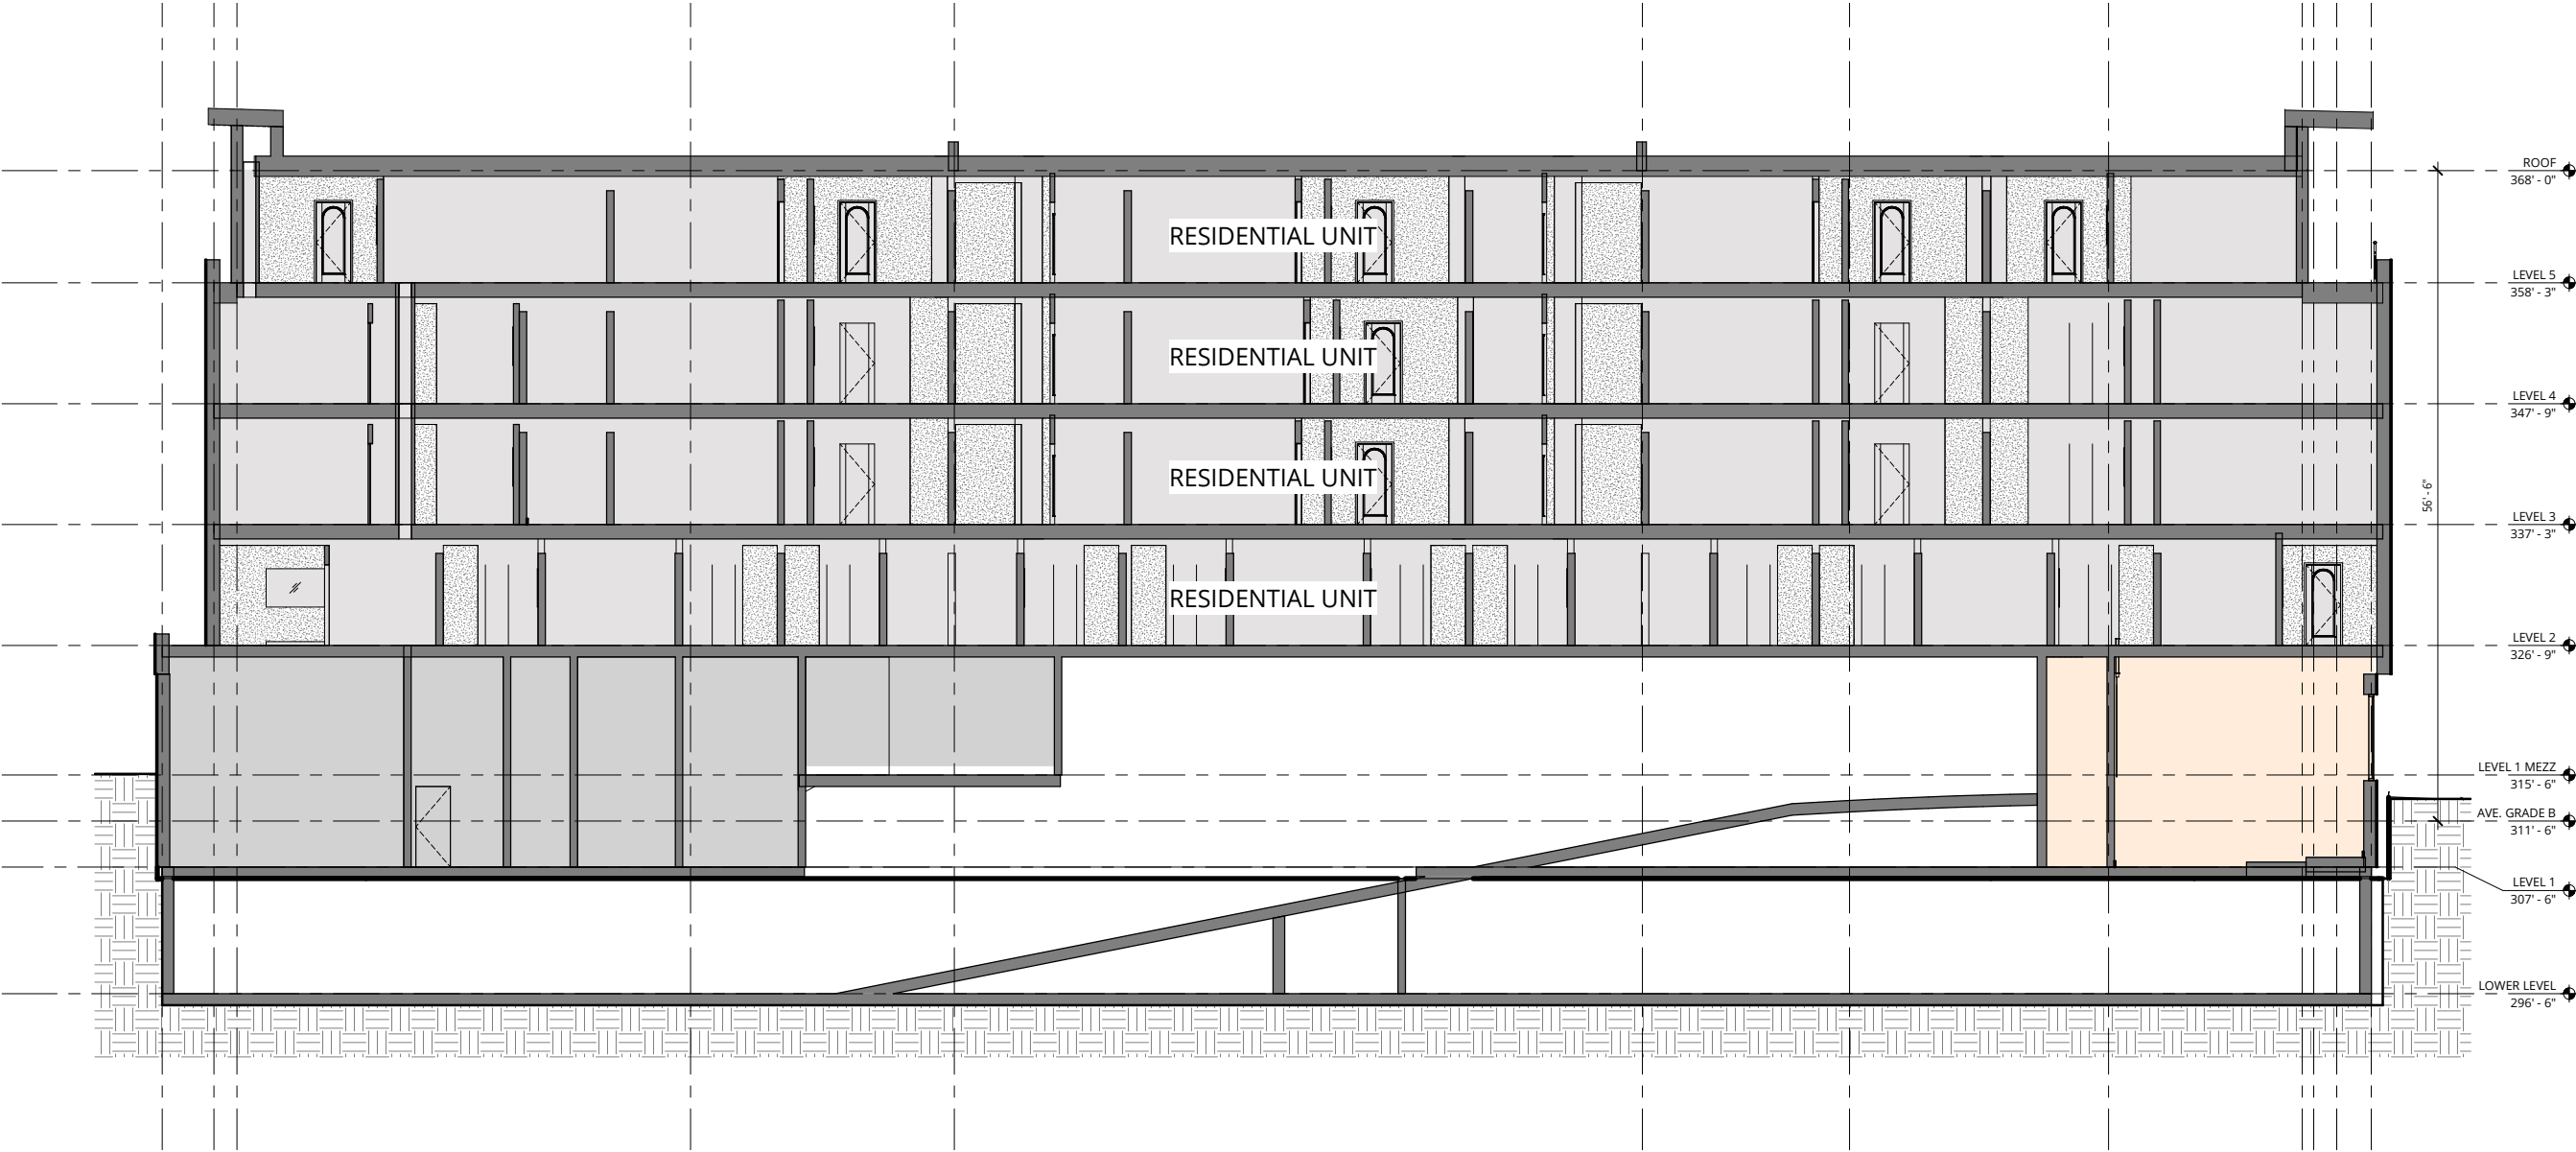 ROOF
368' - 0"
RESIDENTIAL UNIT
LEVEL 5
358' - 3"
RESIDENTIAL UNIT
LEVEL 4
347' - 9"
RESIDENTIAL UNIT
56' - 6"
LEVEL 3
337' - 3"
RESIDENTIAL UNIT
LEVEL 2
326' - 9"
LEVEL 1 MEZZ
315' - 6"
AVE. GRADE B
311' - 6"
LEVEL 1
307' - 6"
LOWER LEVEL
296' - 6"